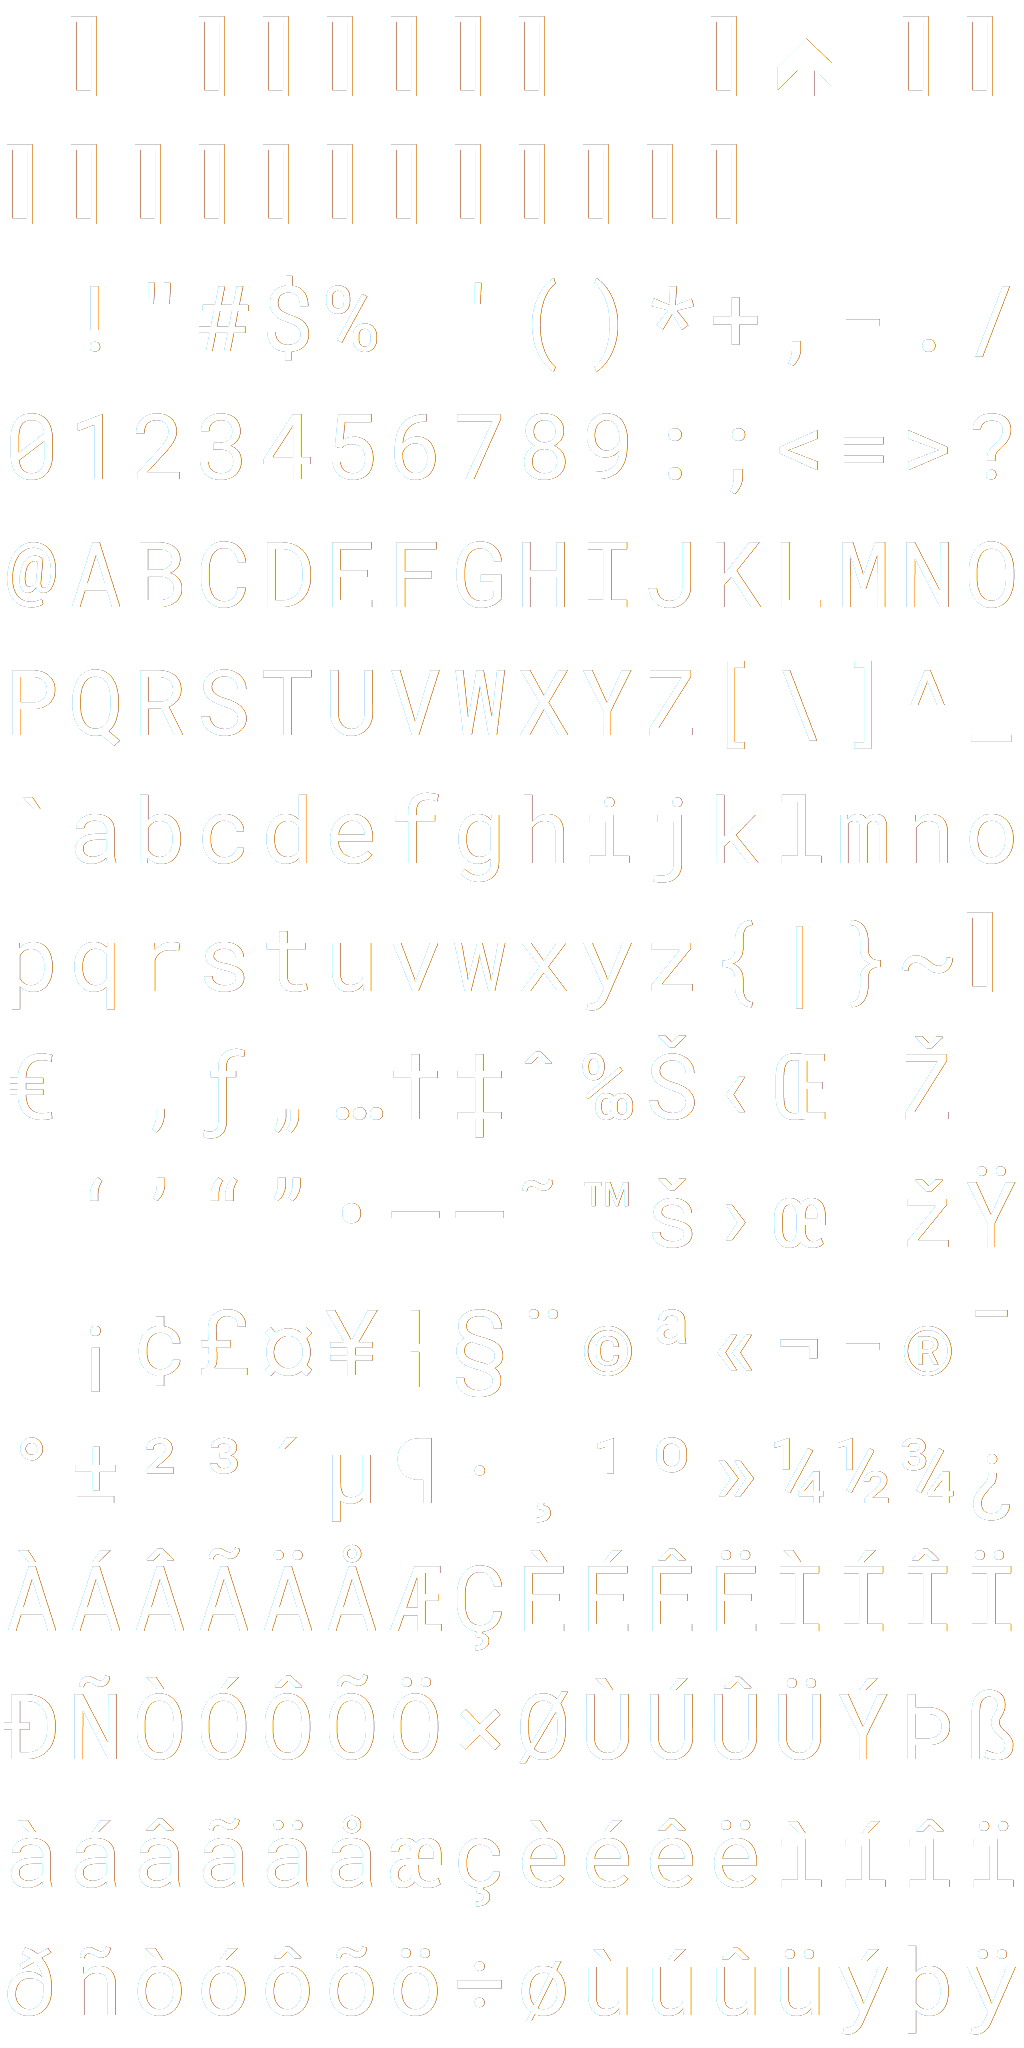 ! " # $ % ' ( ) * + , - . /
0 1 2 3 4 5 6 7 8 9 : ; < = > ?
@ A B C D E F G H I J K L M N O
P Q R S T U V W X Y Z [ \ ] ^ _
` a b c d e f g h i j k l m n o
p q r s t u v w x y z { | } ~
€ ‚ ƒ „ … † ‡ ˆ ‰ Š ‹ Œ Ž
‘ ’ “ ” • – — ˜ ™ š › œ ž Ÿ
¡ ¢ £ ¤ ¥ ¦ § ¨ © ª « ¬ - ® ¯
° ± ² ³ ´ µ ¶ · ¸ ¹ º » ¼ ½ ¾ ¿
À Á Â Ã Ä Å Æ Ç È É Ê Ë Ì Í Î Ï
Ð Ñ Ò Ó Ô Õ Ö × Ø Ù Ú Û Ü Ý Þ ß
à á â ã ä å æ ç è é ê ë ì í î ï
ð ñ ò ó ô õ ö ÷ ø ù ú û ü ý þ ÿ